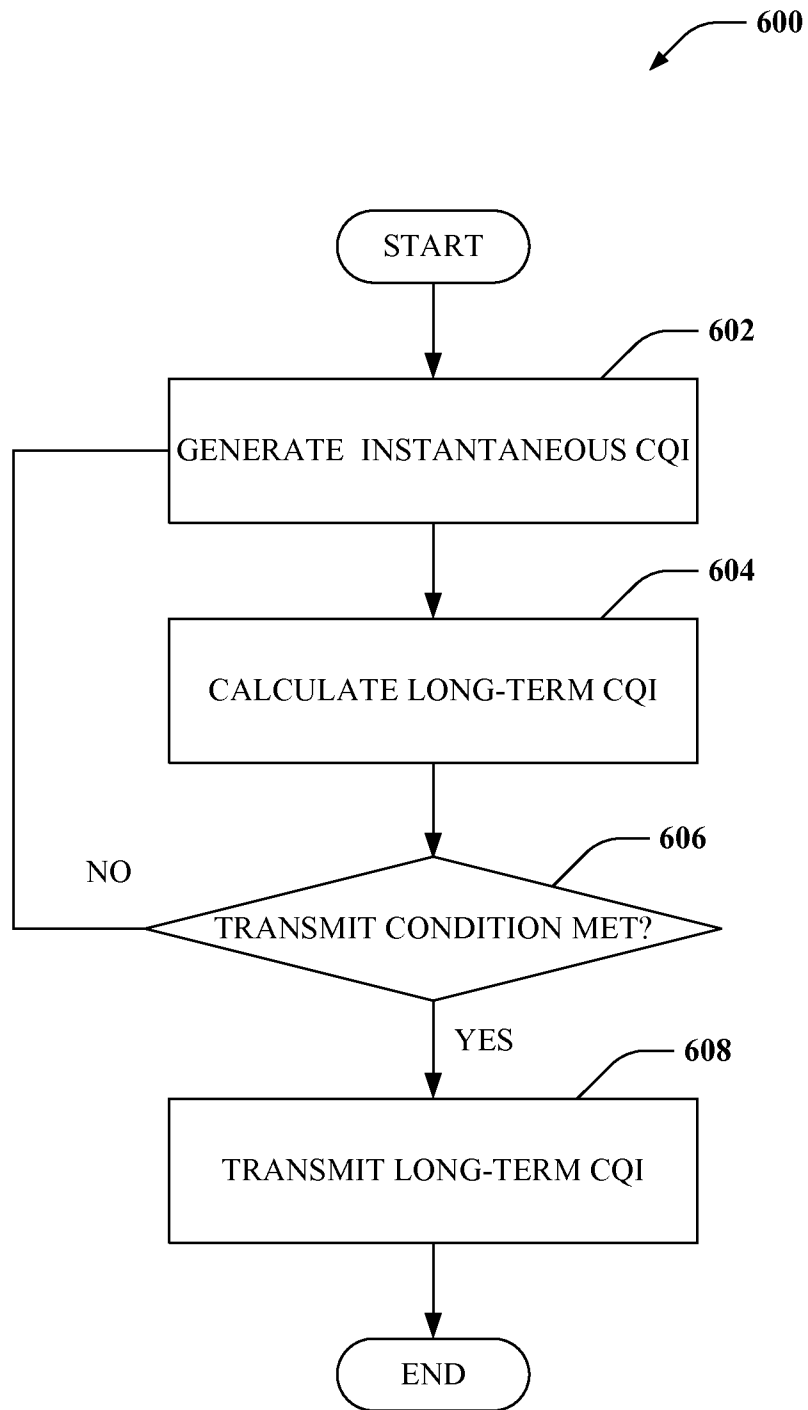 600
START
602
GENERATE INSTANTANEOUS CQI
604
CALCULATE LONG-TERM CQI
606
NO
TRANSMIT CONDITION MET?
YES
608
TRANSMIT LONG-TERM CQI
END